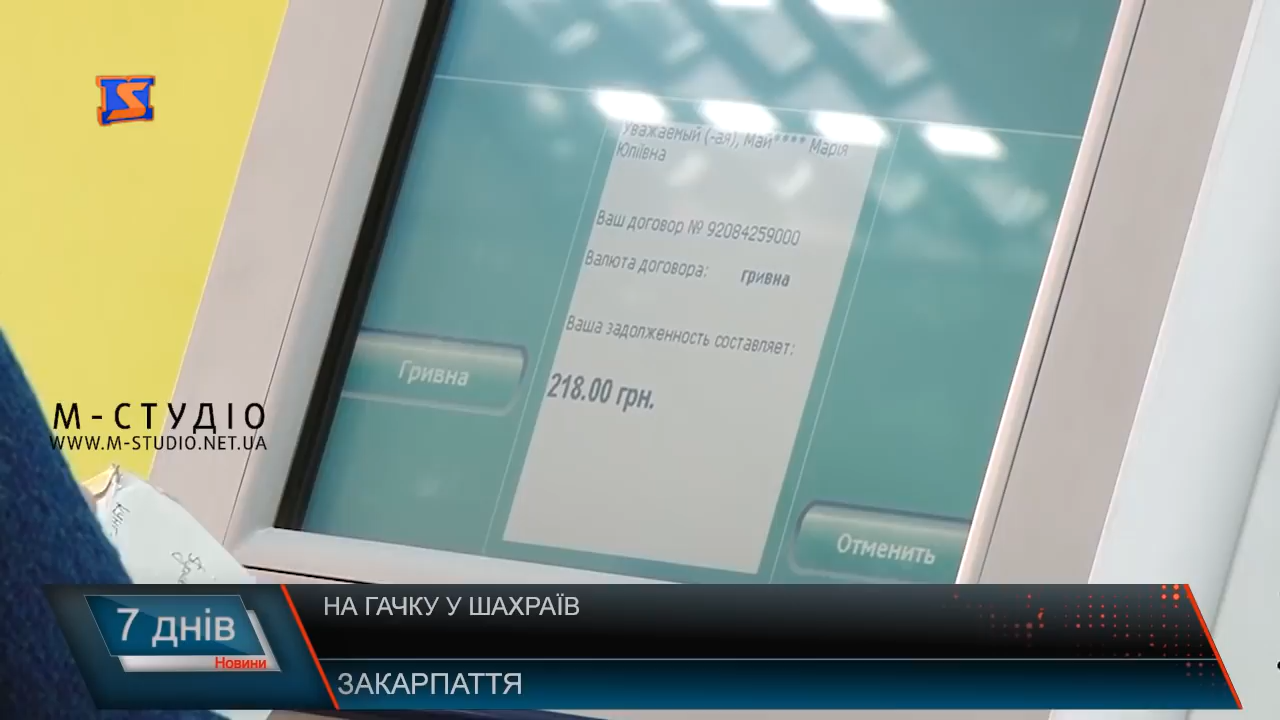 Уважаемый (-ая), Май**** Марія
Юліївна
Ваш договор № 92084259000
Валюта договора: гривна
Ваша задолженность составляет:
218.00 грн.
Гривна
Отменить
М-СТУДІО
WWW.M-STUDIO.NET.UA
7 днів
Новини
НА ГАЧКУ У ШАХРАЇВ
ЗАКАРПАТТЯ